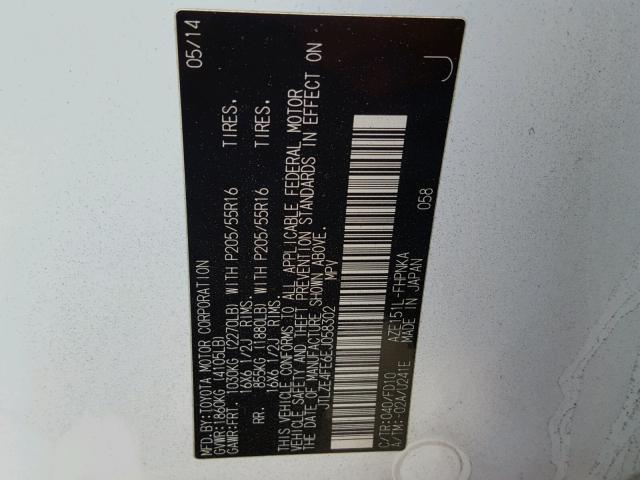 MFD.BY:TOYOTA MOTOR CORPORATION 05/14
GVWR:1860KG (4105LB)
GAWR:FRT. 1030KG (2270LB) WITH P205/55R16 TIRES.
16X6 1/2J RIMS.
RR. 855KG (1880LB) WITH P205/55R16 TIRES.
16X6 1/2J RIMS.
THIS VEHICLE CONFORMS TO ALL APPLICABLE FEDERAL MOTOR
VEHICLE SAFETY AND THEFT PREVENTION STANDARDS IN EFFECT ON
THE DATE OF MANUFACTURE SHOWN ABOVE.
JTLZE4FE6EJ058302 MPV
C/TR:040/FD10 AZE151L-FHPNKA 058 J
A/TM:-02A/U241E MADE IN JAPAN